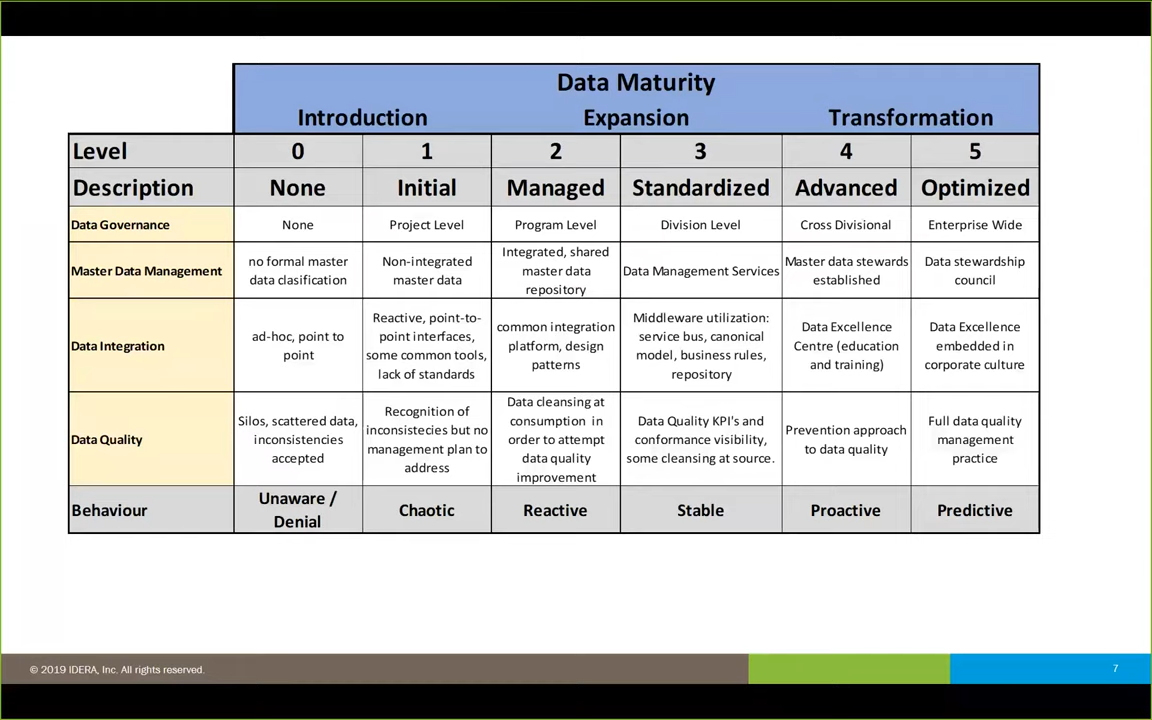 Data Maturity
Introduction Expansion Transformation
Level 0 1 2 3 4 5
Description None Initial Managed Standardized Advanced Optimized
Data Governance
None
Project Level
Program Level
Division Level
Cross Divisional
Enterprise Wide
Master Data Management
no formal master
data clasification
Non-integrated
master data
Integrated, shared
master data
repository
Data Management Services
Master data stewards
established
Data stewardship
council
Data Integration
ad-hoc, point to
point
Reactive, point-to-
point interfaces,
some common tools,
lack of standards
common integration
platform, design
patterns
Middleware utilization:
service bus, canonical
model, business rules,
repository
Data Excellence
Centre (education
and training)
Data Excellence
embedded in
corporate culture
Data Quality
Silos, scattered data,
inconsistencies
accepted
Recognition of
inconsistecies but no
management plan to
address
Data cleansing at
consumption in
order to attempt
data quality
improvement
Data Quality KPI's and
conformance visibility,
some cleansing at source.
Prevention approach
to data quality
Full data quality
management
practice
Behaviour
Unaware /
Denial
Chaotic
Reactive
Stable
Proactive
Predictive
© 2019 IDERA, Inc. All rights reserved.
7